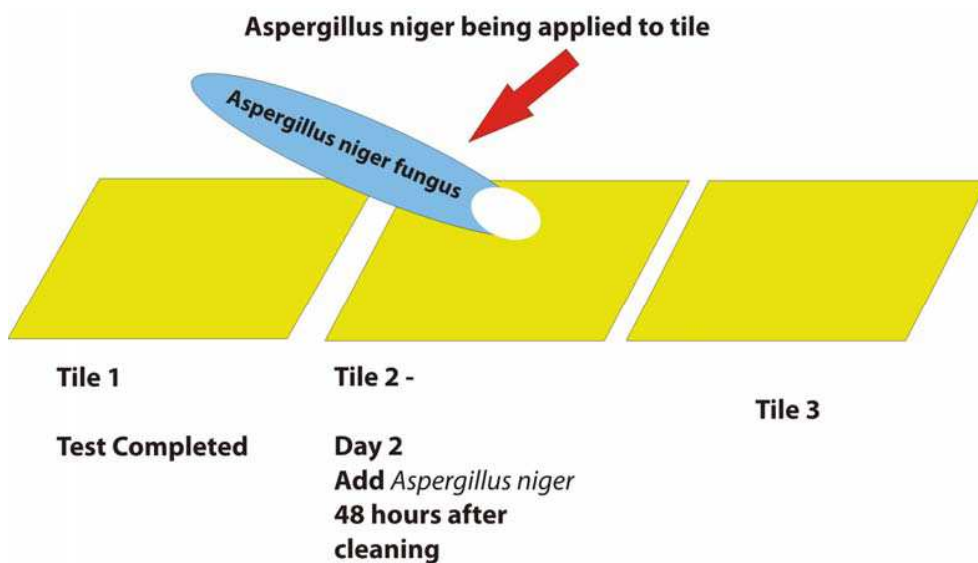 Aspergillus niger being applied to tile
Aspergillus niger fungus
Tile 1
Test Completed
Tile 2 -
Day 2
Add Aspergillus niger
48 hours after
cleaning
Tile 3